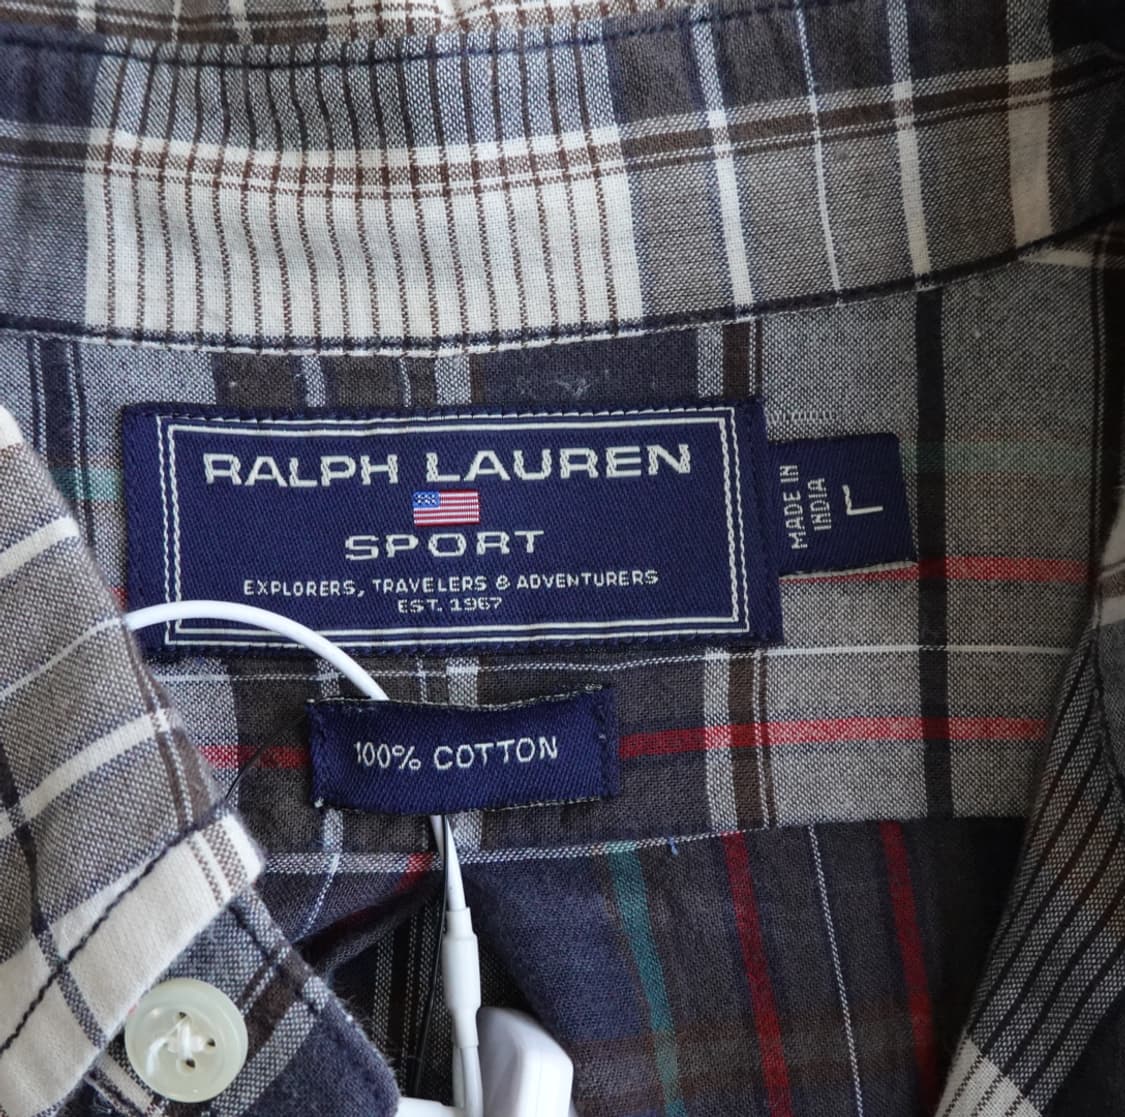 RALPH LAUREN
SPORT
EXPLORERS, TRAVELERS & ADVENTURERS
EST. 1967
MADE IN
INDIA
L
100% COTTON